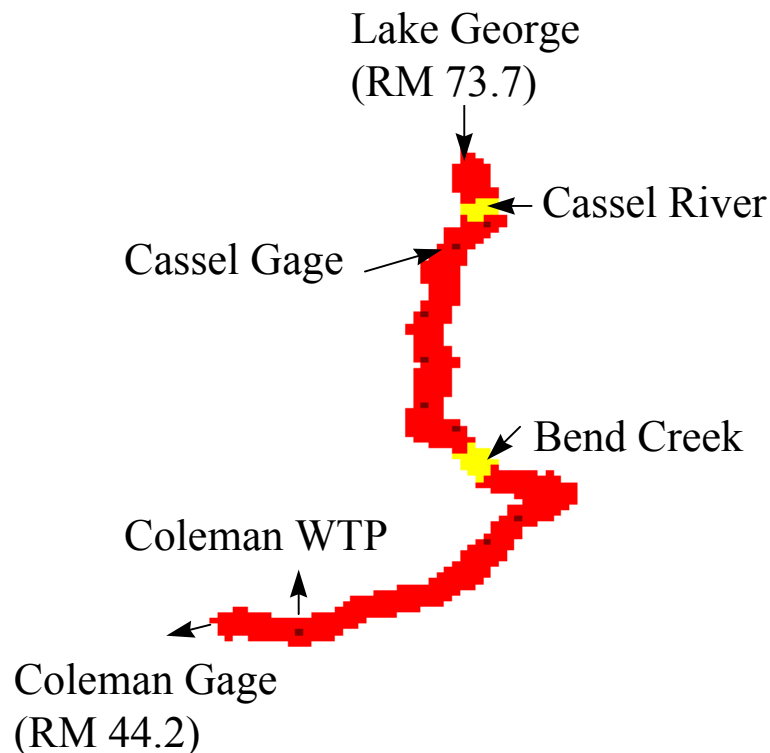 Lake George
(RM 73.7)
Cassel River
Cassel Gage
Bend Creek
Coleman WTP
Coleman Gage
(RM 44.2)